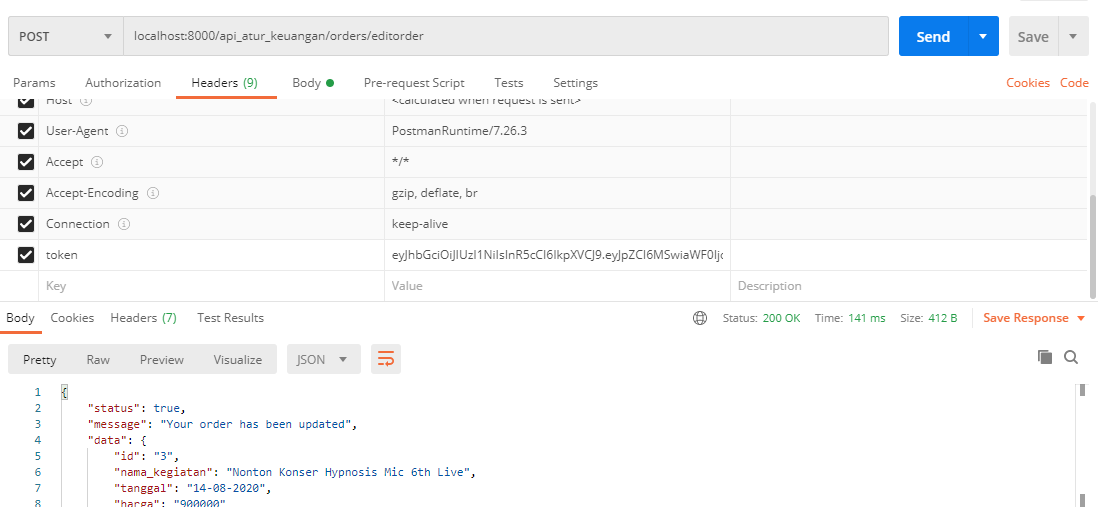 POST localhost:8000/api_atur_keuangan/orders/editorder Send Save
Params Authorization Headers (9) Body Pre-request Script Tests Settings Cookies Code
Host <calculated when request is sent>
User-Agent PostmanRuntime/7.26.3
Accept */*
Accept-Encoding gzip, deflate, br
Connection keep-alive
token
Key Value Description
Body Cookies Headers (7) Test Results Status: 200 OK Time: 141 ms Size: 412 B Save Response
Pretty Raw Preview Visualize JSON
1 {
2 "status": true,
3 "message": "Your order has been updated",
4 "data": {
5 "id": "3",
6 "nama_kegiatan": "Nonton Konser Hypnosis Mic 6th Live",
7 "tanggal": "14-08-2020",
8 "harga": "900000"